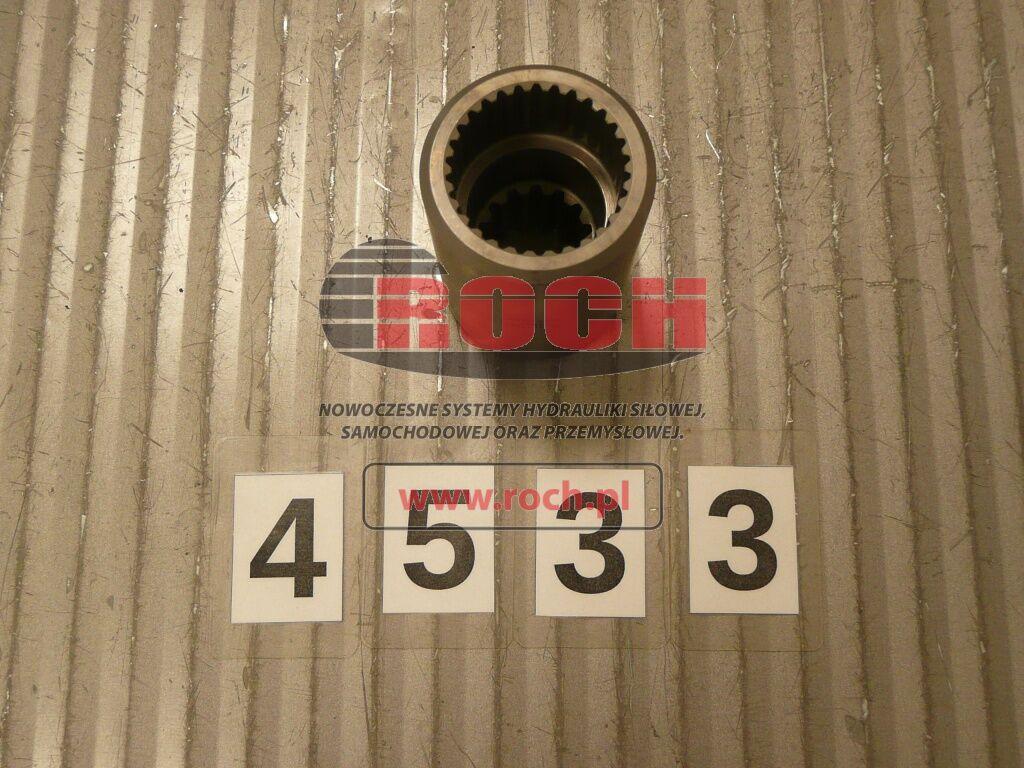 ROCH
NOWOCZESNE SYSTEMY HYDRAULIKI SIŁOWEJ,
SAMOCHODOWEJ ORAZ PRZEMYSŁOWEJ.
www.roch.pl
4 5 3 3